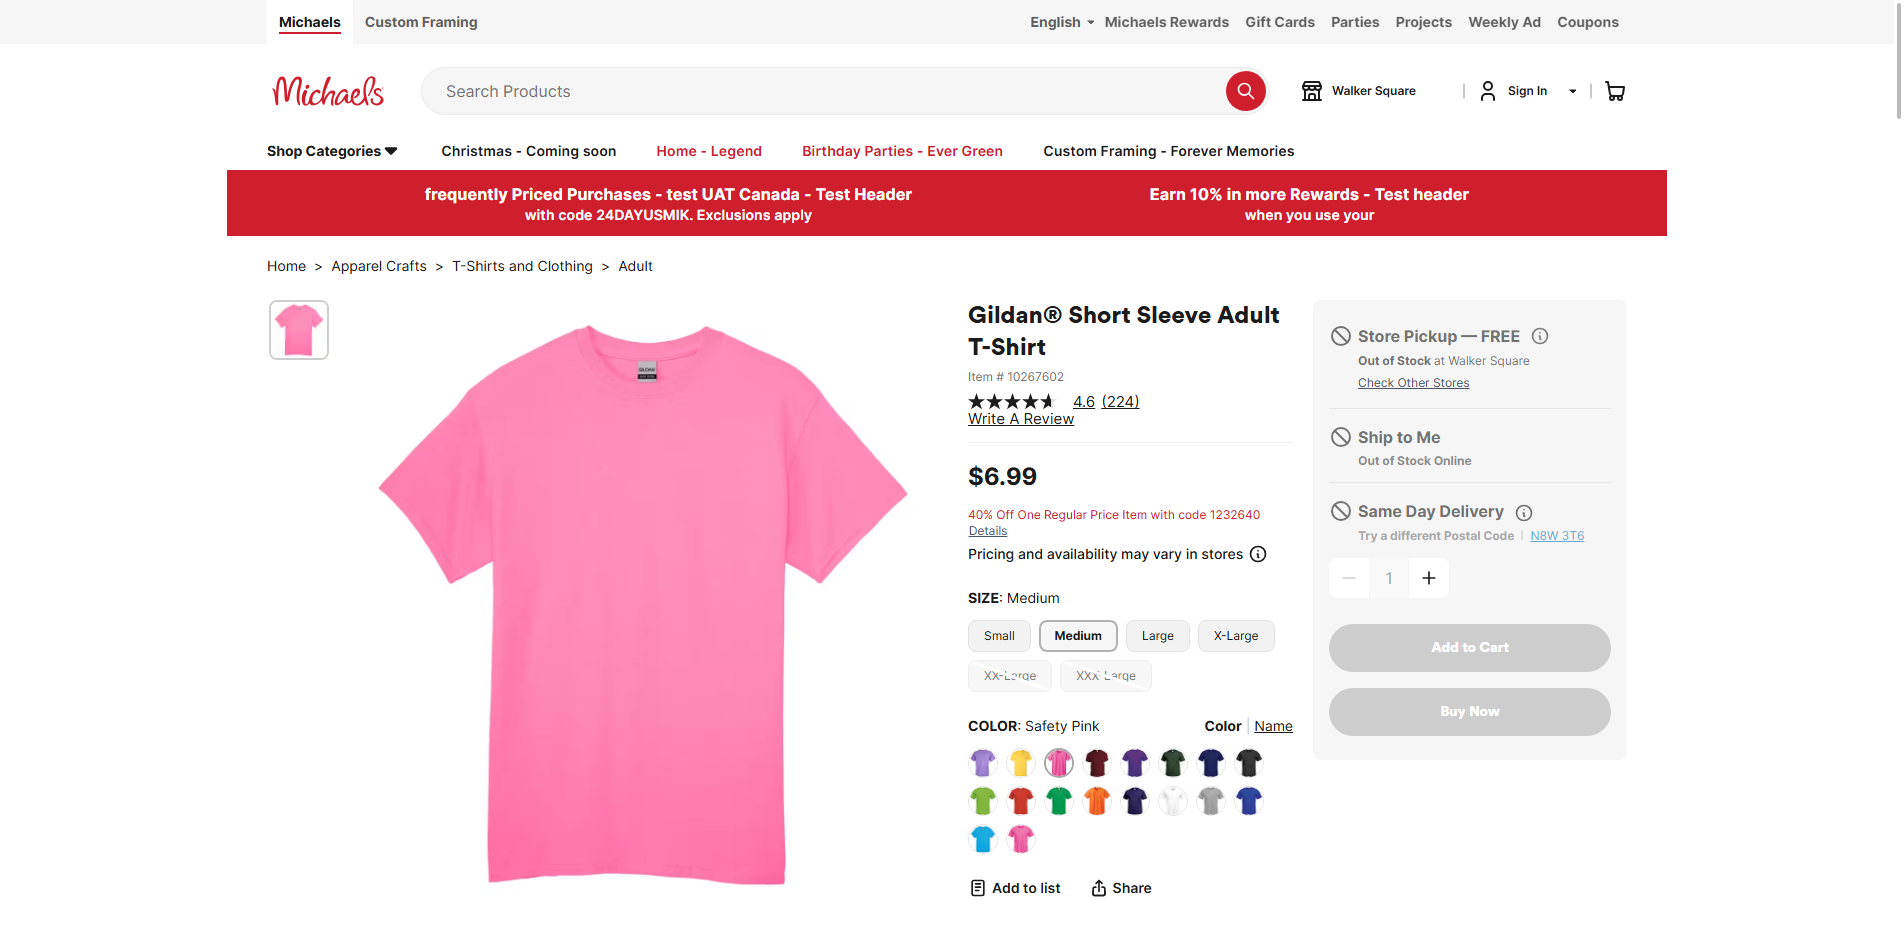 Michaels
Custom Framing
English
Michaels Rewards
Gift Cards
Parties
Projects
Weekly Ad
Coupons
Michaels
Search Products
Walker Square
Sign In
Shop Categories
Christmas - Coming soon
Home - Legend
Birthday Parties - Ever Green
Custom Framing - Forever Memories
frequently Priced Purchases - test UAT Canada - Test Header
with code 24DAYUSMIK. Exclusions apply
Earn 10% in more Rewards - Test header
when you use your
Home > Apparel Crafts > T-Shirts and Clothing > Adult
GILDAN
Gildan® Short Sleeve Adult
T-Shirt
Item # 10267602
4.6 (224)
Write A Review
$6.99
40% Off One Regular Price Item with code 1232640
Details
Pricing and availability may vary in stores
SIZE: Medium
Small
Medium
Large
X-Large
XX-Large
XXX-Large
COLOR: Safety Pink
Color | Name
Add to list
Share
Store Pickup — FREE
Out of Stock at Walker Square
Check Other Stores
Ship to Me
Out of Stock Online
Same Day Delivery
Try a different Postal Code | N8W 3T6
1
Add to Cart
Buy Now